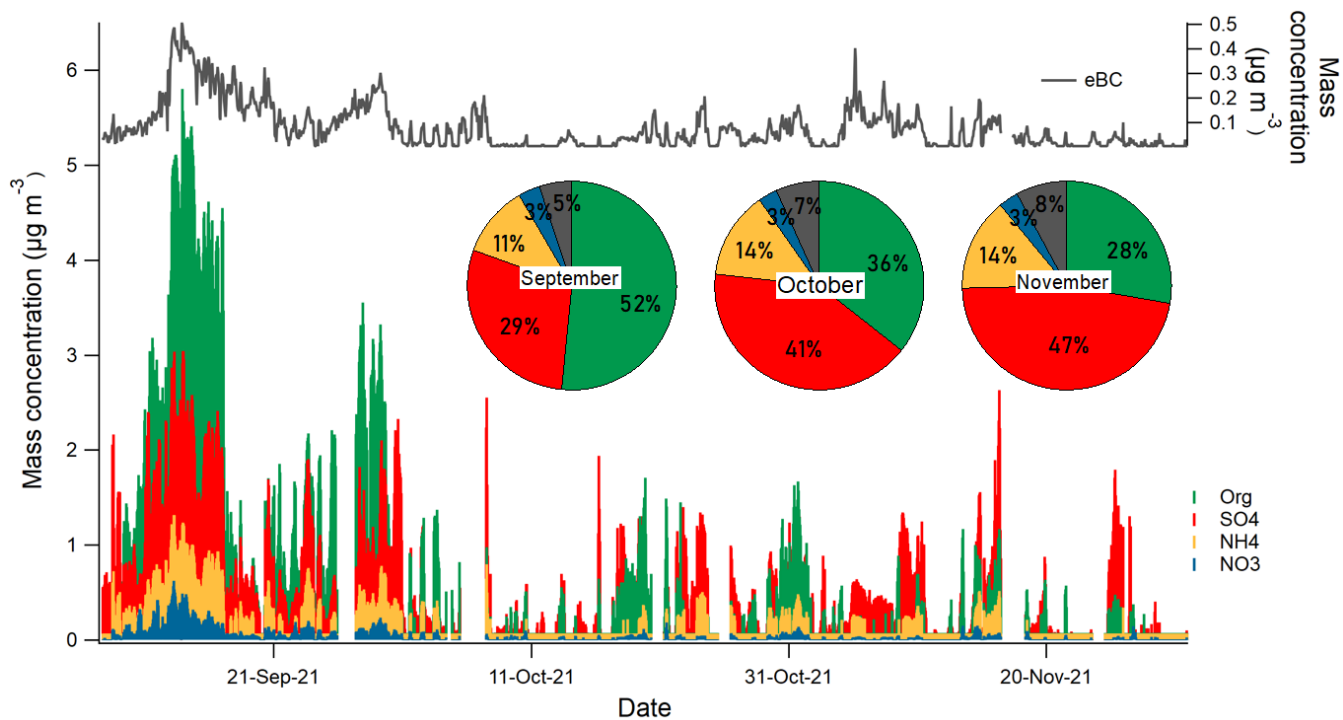 6
5
4
3
2
1
0
Mass concentration (µg m-3)
0.5
0.4
0.3
0.2
0.1
Mass
concentration
(µg m-3)
eBC
5%
3%
11%
September
52%
29%
7%
3%
14%
36%
October
41%
8%
3%
14%
28%
November
47%
Org
SO4
NH4
NO3
21-Sep-21
11-Oct-21
31-Oct-21
20-Nov-21
Date